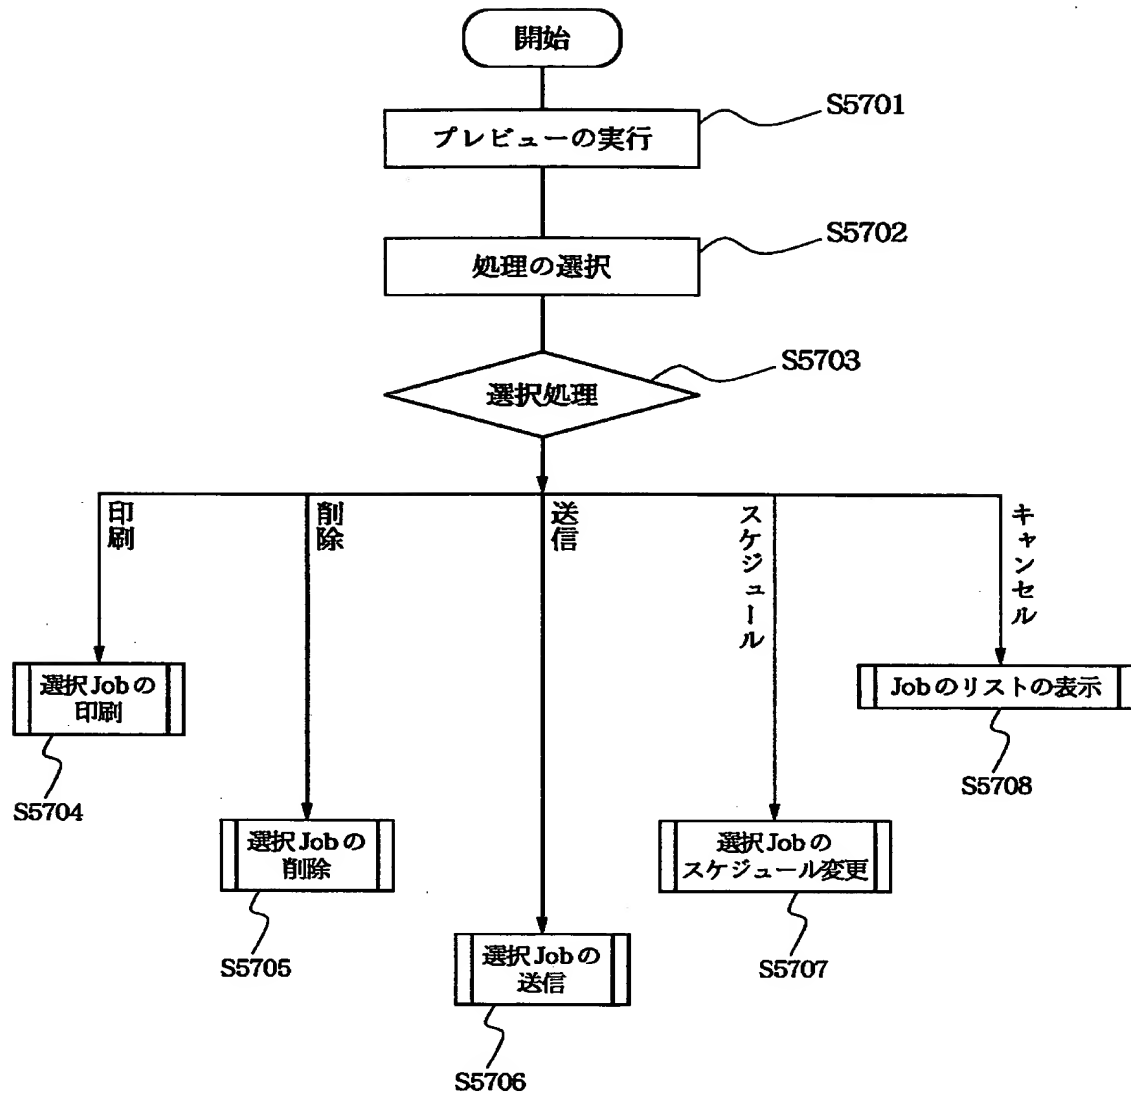 開始
S5701
プレビューの実行
S5702
処理の選択
S5703
選択処理
印刷
削除
送信
スケジュール
キャンセル
選択Jobの
印刷
S5704
選択Jobの
削除
S5705
選択Jobの
送信
S5706
選択Jobの
スケジュール変更
S5707
Jobのリストの表示
S5708